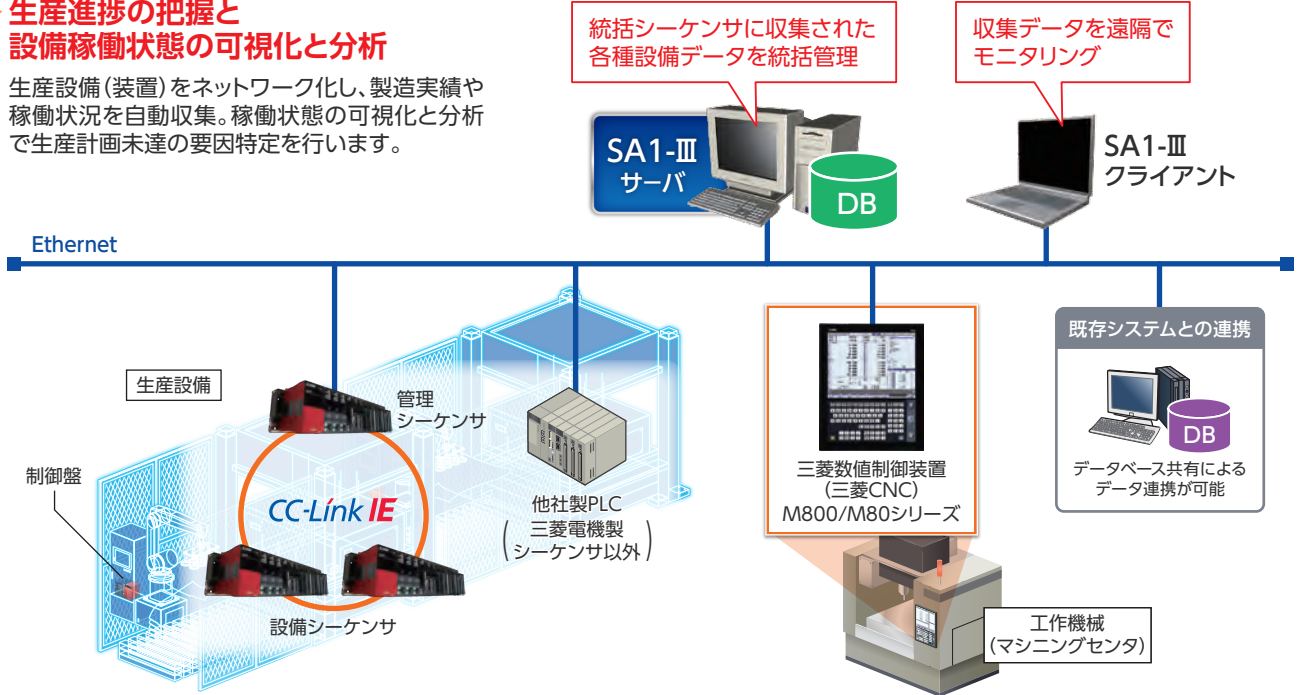 生産進捗の把握と
設備稼働状態の可視化と分析
生産設備（装置）をネットワーク化し、製造実績や
稼働状況を自動収集。稼働状態の可視化と分析
で生産計画未達の要因特定を行います。
統括シーケンサに収集された
各種設備データを統括管理
収集データを遠隔で
モニタリング
SA1-Ⅲ
サーバ
DB
SA1-Ⅲ
クライアント
Ethernet
生産設備
管理
シーケンサ
制御盤
CC-Link IE
設備シーケンサ
他社製PLC
（三菱電機製
シーケンサ以外）
三菱数値制御装置
（三菱CNC）
M800/M80シリーズ
既存システムとの連携
DB
データベース共有による
データ連携が可能
工作機械
（マシニングセンタ）